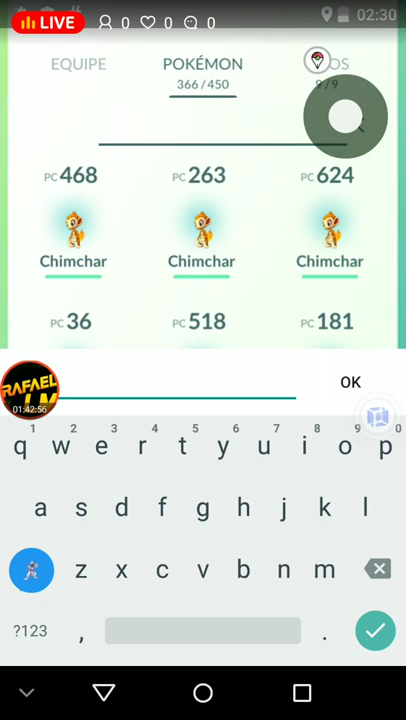 LIVE 0 0 0 02:30
EQUIPE POKÉMON OS
366 / 450 9/9
PC 468 PC 263 PC 624
Chimchar Chimchar Chimchar
PC 36 PC 518 PC 181
RAFAEL
01:42:56
OK
1 2 3 4 5 6 7 8 9 0
q w e r t y u i o p
a s d f g h j k l
z x c v b n m
?123 , .